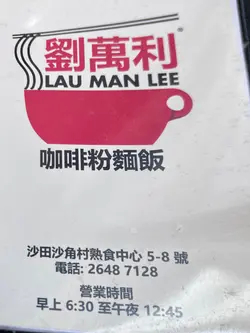 劉萬利
LAU MAN LEE
咖啡粉麵飯
沙田沙角村熟食中心 5-8 號
電話: 2648 7128
營業時間
早上 6:30 至午夜 12:45